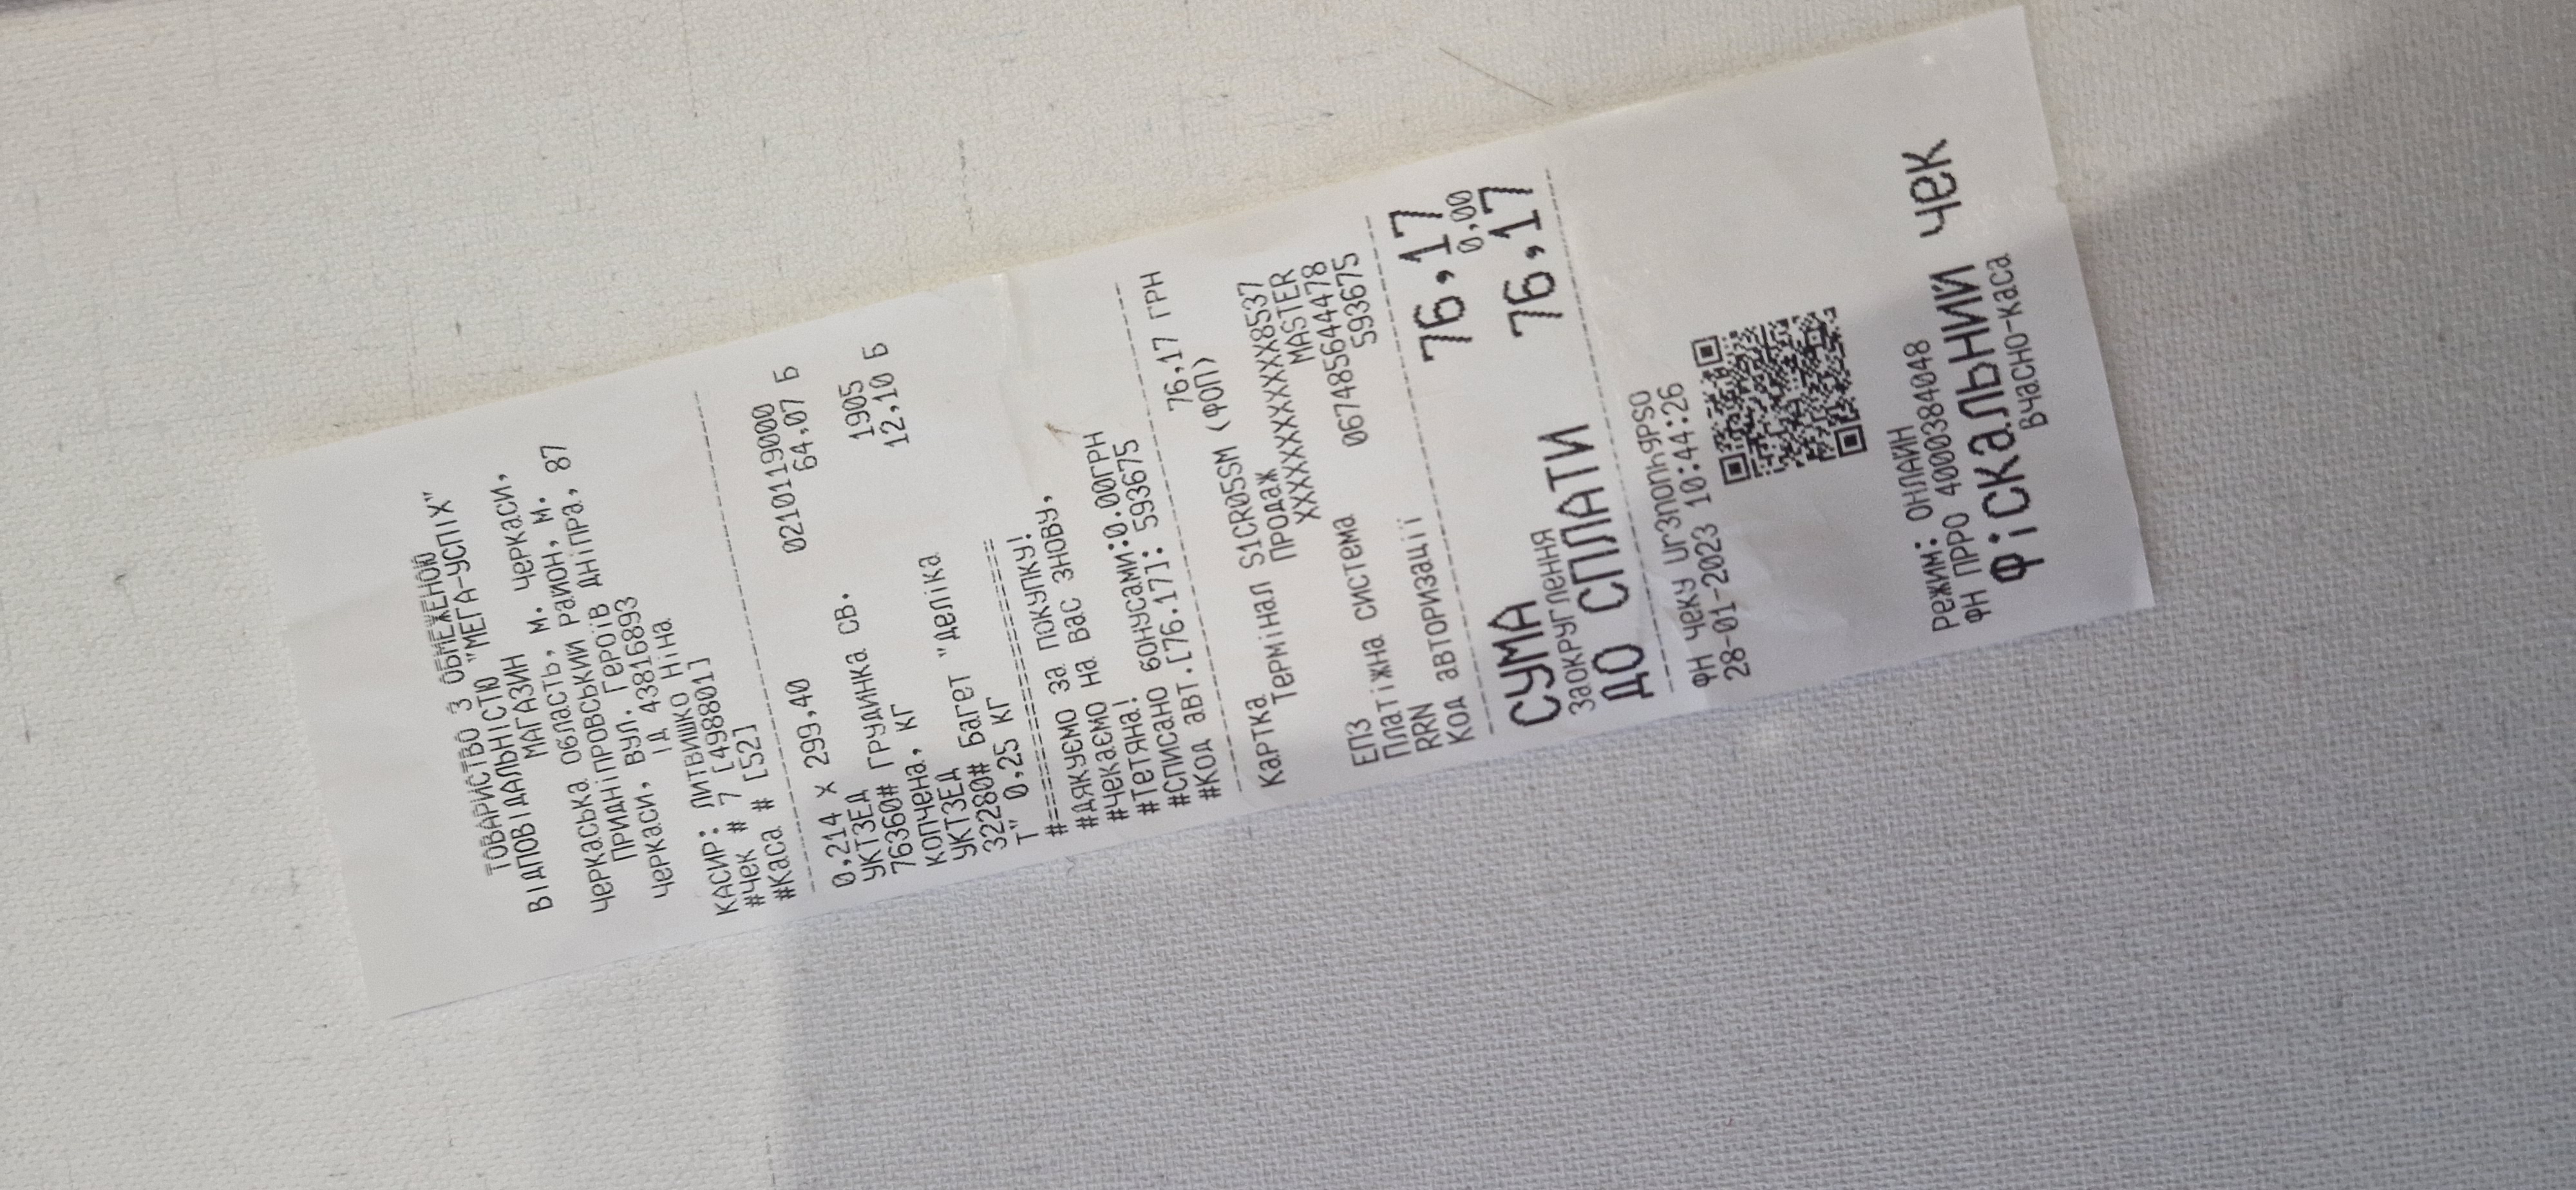 ТОВАРИСТВО З ОБМЕЖЕНОЮ
ВІДПОВІДАЛЬНІСТЮ "МЕГА-УСПІХ"
МАГАЗИН
Черкаська область, м. Черкаси,
Придніпровський район, м.
Черкаси, вул. Героїв Дніпра, 87
ІД 43816893
КАСИР: Литвишко Ніна
#Чек # 7 [498801]
#Каса # [52]
0,214 X 299,40
УКТЗЕД 0210119000
76360# ГРУДИНКА СВ. 64,07 Б
КОПЧЕНА, КГ
УКТЗЕД 1905
32280# Багет "Деліка 12,10 Б
Т" 0,25 КГ
#==========================
#ДЯКУЄМО ЗА ПОКУПКУ!
#ЧЕКАЄМО НА ВАС ЗНОВУ,
#Тетяна!
#Списано бонусами:0.00ГРН
#Код авт.[76.17]: 593675
Картка 76,17 ГРН
Термінал S1CR05SM (ФОП)
Продаж
ЕПЗ XXXXXXXXXXXXXXX8537
Платіжна система MASTER
RRN 067485644478
Код авторизації 593675
СУМА 76,17
Заокруглення 0,00
ДО СПЛАТИ 76,17
28-01-2023 10:44:26
Режим: ОНЛАЙН
ФН ПРРО 4000384048
ФІСКАЛЬНИЙ ЧЕК
Вчасно-каса